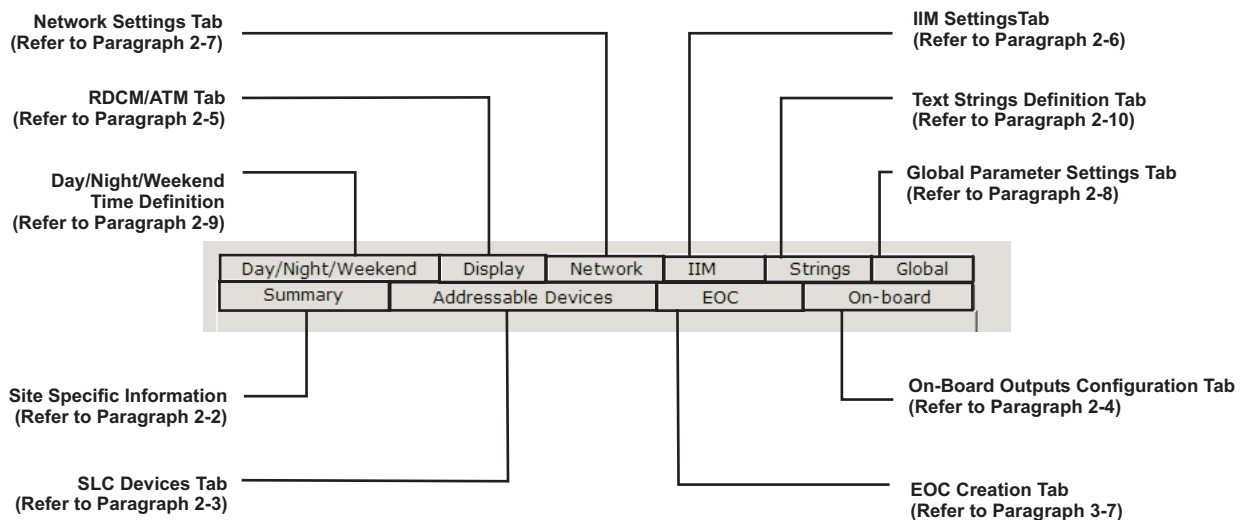 Network Settings Tab
(Refer to Paragraph 2-7)
IIM SettingsTab
(Refer to Paragraph 2-6)
RDCM/ATM Tab
(Refer to Paragraph 2-5)
Text Strings Definition Tab
(Refer to Paragraph 2-10)
Day/Night/Weekend
Time Definition
(Refer to Paragraph 2-9)
Global Parameter Settings Tab
(Refer to Paragraph 2-8)
Day/Night/Weekend Display Network IIM Strings Global
Summary Addressable Devices EOC On-board
Site Specific Information
(Refer to Paragraph 2-2)
On-Board Outputs Configuration Tab
(Refer to Paragraph 2-4)
SLC Devices Tab
(Refer to Paragraph 2-3)
EOC Creation Tab
(Refer to Paragraph 3-7)